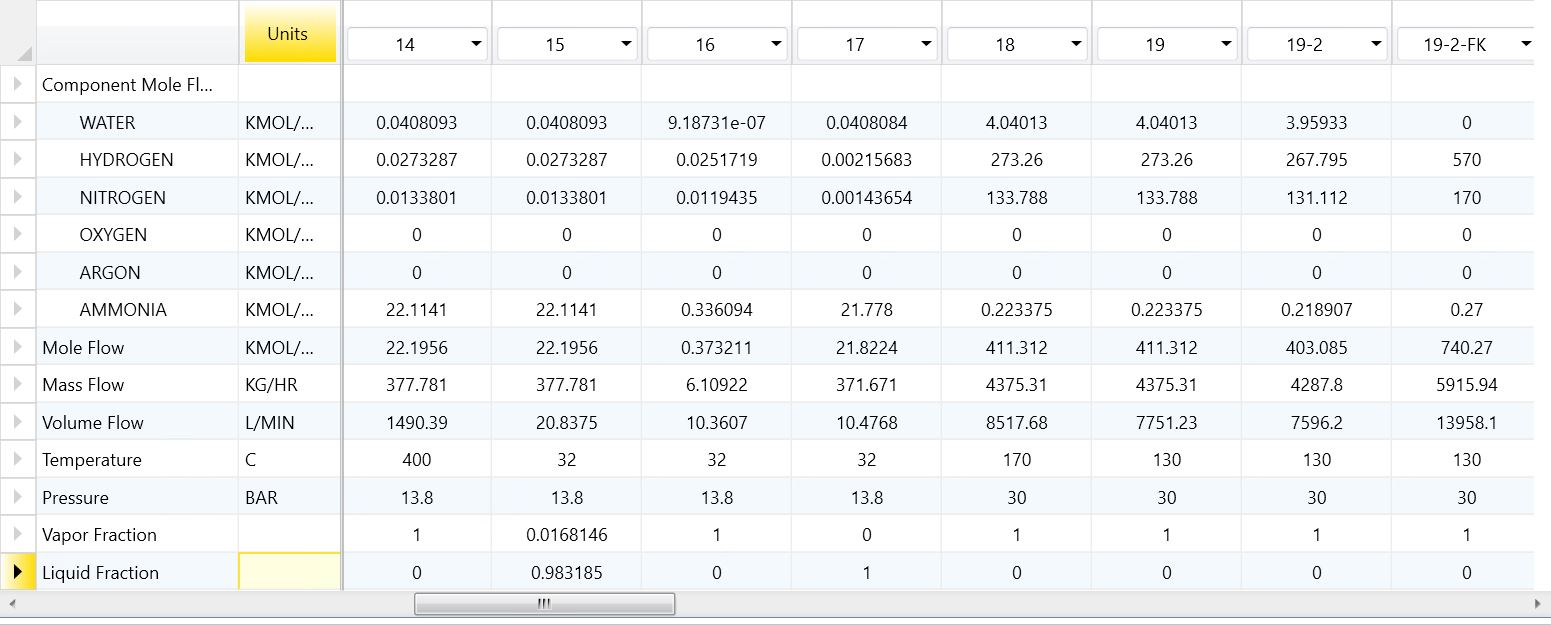 Units 14 15 16 17 18 19 19-2 19-2-FK
Component Mole Fl...
WATER KMOL/... 0.0408093 0.0408093 9.18731e-07 0.0408084 4.04013 4.04013 3.95933 0
HYDROGEN KMOL/... 0.0273287 0.0273287 0.0251719 0.00215683 273.26 273.26 267.795 570
NITROGEN KMOL/... 0.0133801 0.0133801 0.0119435 0.00143654 133.788 133.788 131.112 170
OXYGEN KMOL/... 0 0 0 0 0 0 0 0
ARGON KMOL/... 0 0 0 0 0 0 0 0
AMMONIA KMOL/... 22.1141 22.1141 0.336094 21.778 0.223375 0.223375 0.218907 0.27
Mole Flow KMOL/... 22.1956 22.1956 0.373211 21.8224 411.312 411.312 403.085 740.27
Mass Flow KG/HR 377.781 377.781 6.10922 371.671 4375.31 4375.31 4287.8 5915.94
Volume Flow L/MIN 1490.39 20.8375 10.3607 10.4768 8517.68 7751.23 7596.2 13958.1
Temperature C 400 32 32 32 170 130 130 130
Pressure BAR 13.8 13.8 13.8 13.8 30 30 30 30
Vapor Fraction 1 0.0168146 1 0 1 1 1 1
Liquid Fraction 0 0.983185 0 1 0 0 0 0